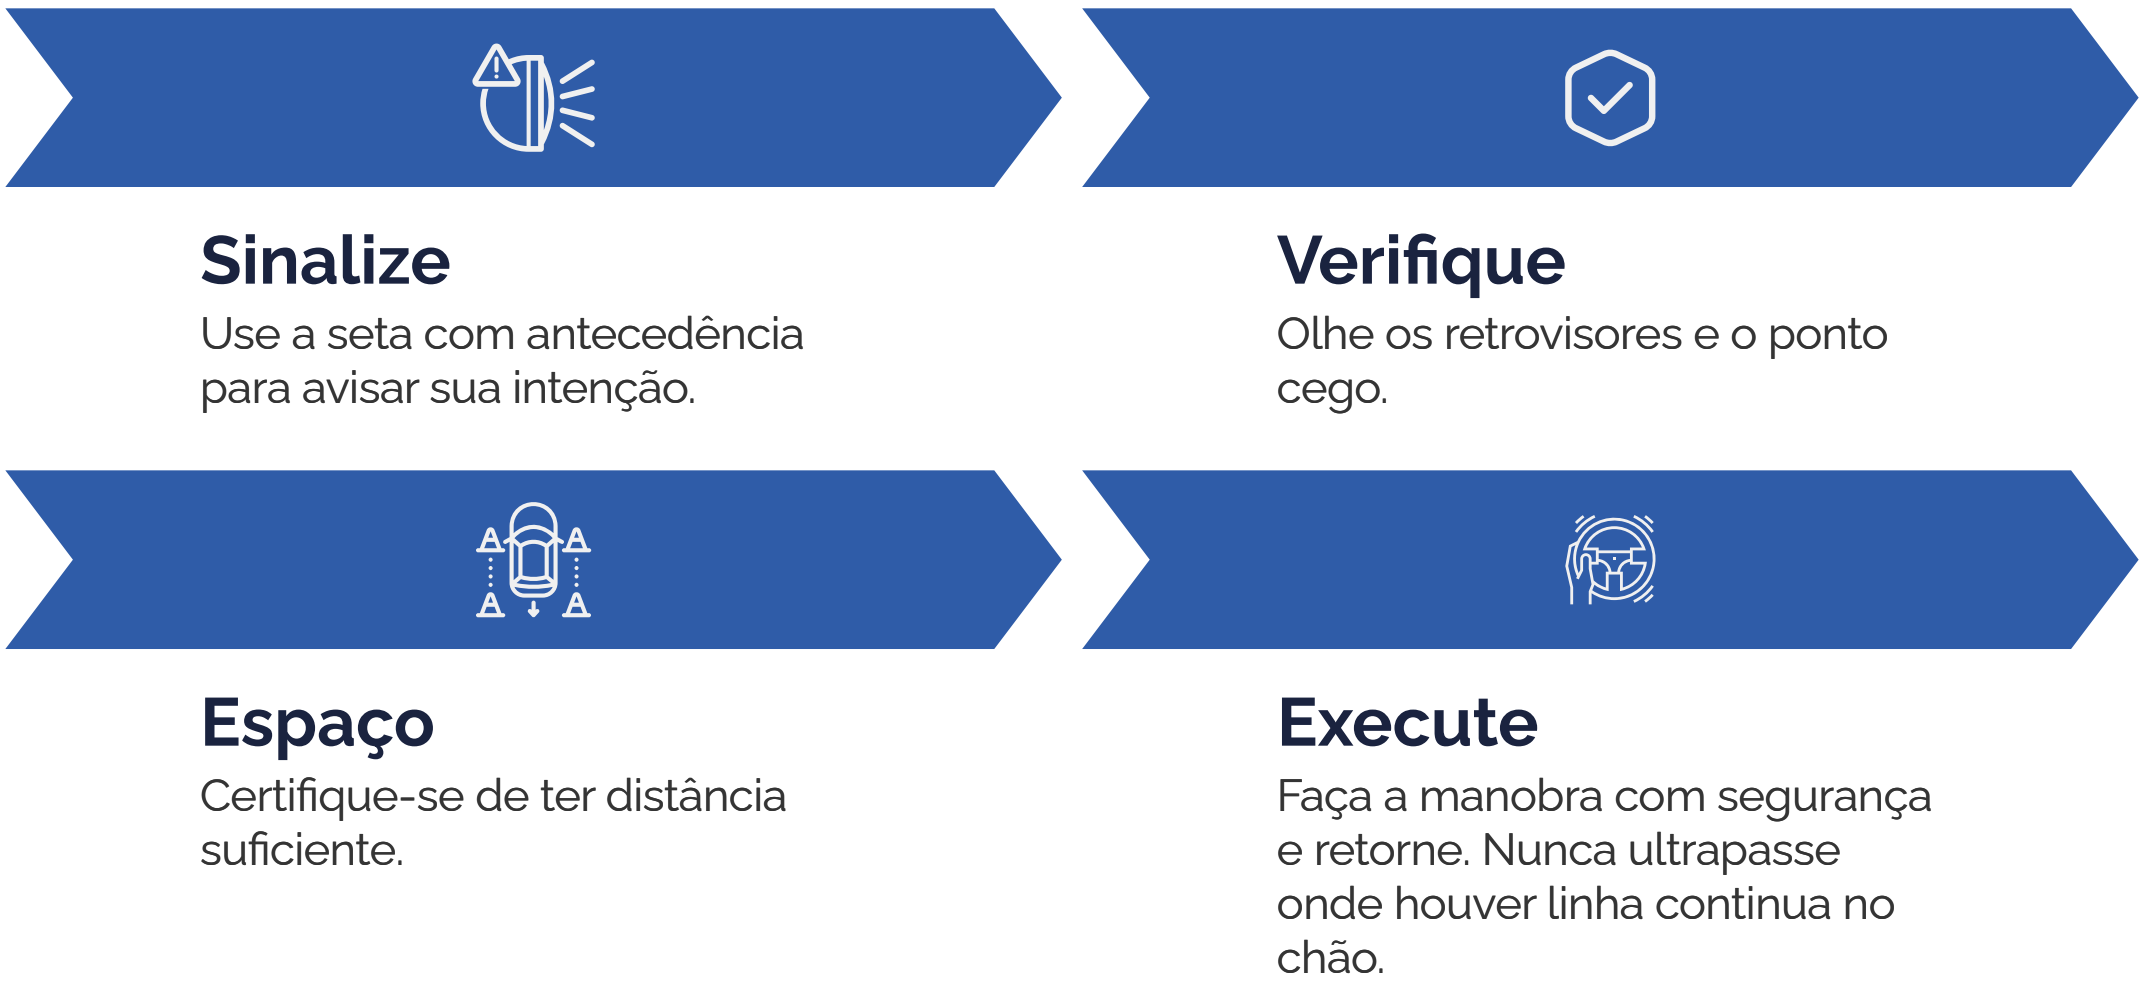 Sinalize
Use a seta com antecedência
para avisar sua intenção.
Verifique
Olhe os retrovisores e o ponto
cego.
Espaço
Certifique-se de ter distância
suficiente.
Execute
Faça a manobra com segurança
e retorne. Nunca ultrapasse
onde houver linha continua no
chão.